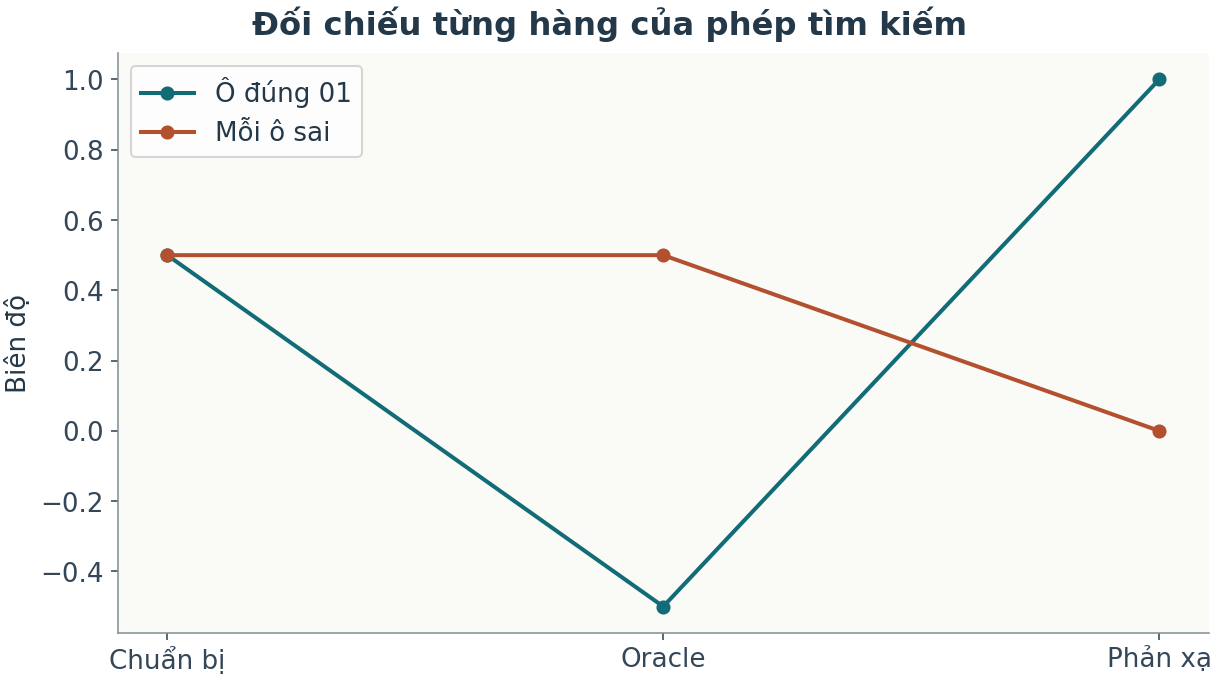 Đối chiếu từng hàng của phép tìm kiếm
Ô đúng 01
Mỗi ô sai
Biên độ
1.0
0.8
0.6
0.4
0.2
0.0
−0.2
−0.4
Chuẩn bị
Oracle
Phản xạ